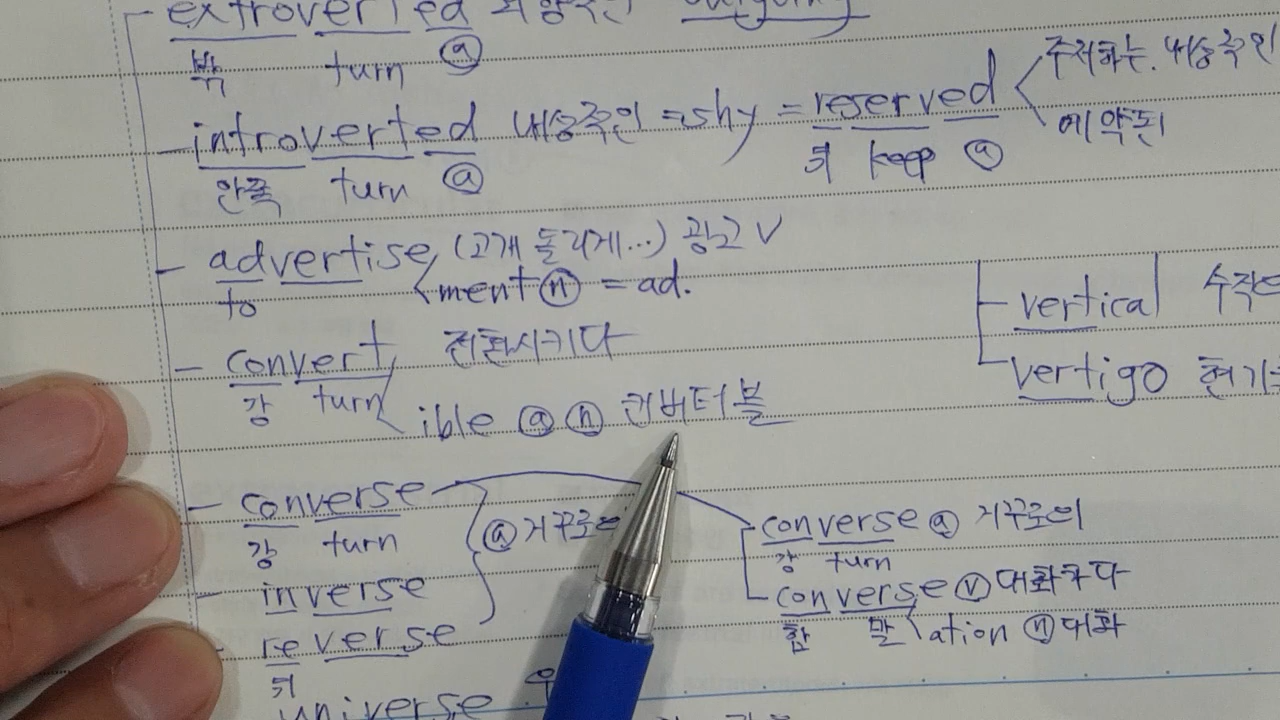 - extroverted 외향적인 outgoing
밖 turn ⓐ
- introverted 내성적인 = shy = reserved < 주저하는. 내성적인
예약된
안쪽 turn ⓐ 뒤 keep ⓐ
- advertise (고개 돌리게...) 광고 v
to ment ⓝ = ad.
vertical 수직
- convert 전환시키다
vertigo 현기
강 turn ible ⓐ ⓝ 컨버터블
- converse ⓐ 거꾸로
강 turn
- inverse
- reverse
뒤
converse ⓐ 거꾸로의
강 turn
converse ⓥ 대화하다
함 말 ation ⓝ 대화
universe 우